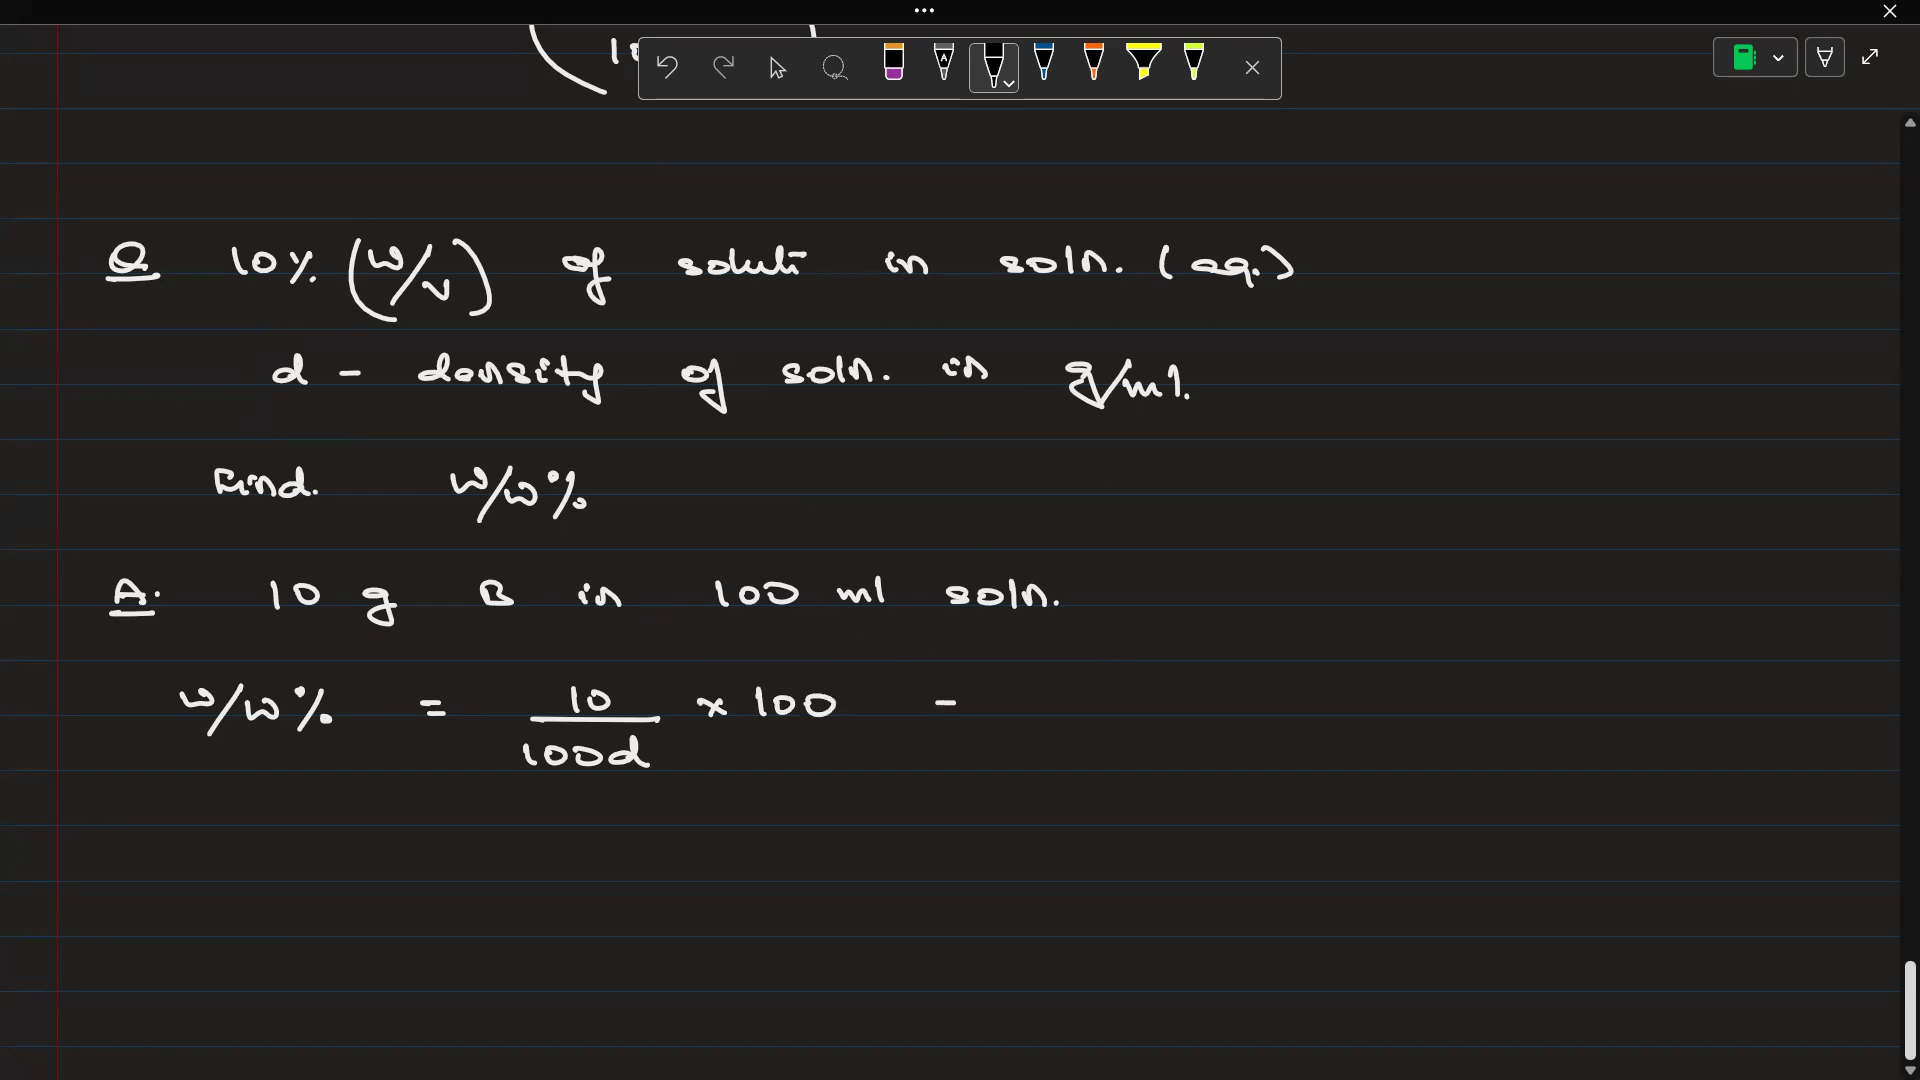 Q 10% (w/v) of solute in soln. (aq.)
d - density of soln. in g/ml.
Find. w/w%
A. 10 g B in 100 ml soln.
w/w% = 10/100d × 100 -